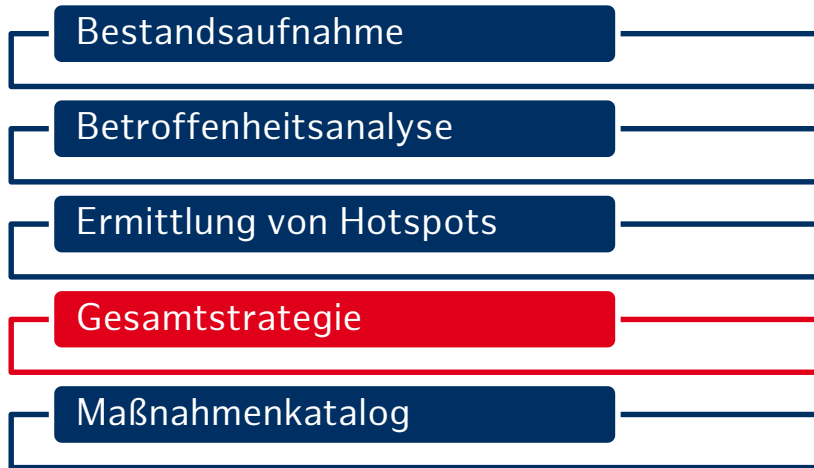 Bestandsaufnahme
Betroffenheitsanalyse
Ermittlung von Hotspots
Gesamtstrategie
Maßnahmenkatalog